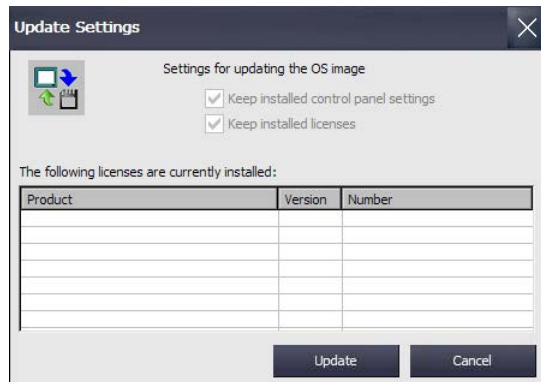 Update Settings
Settings for updating the OS image
Keep installed control panel settings
Keep installed licenses
The following licenses are currently installed:
Product Version Number
Update Cancel